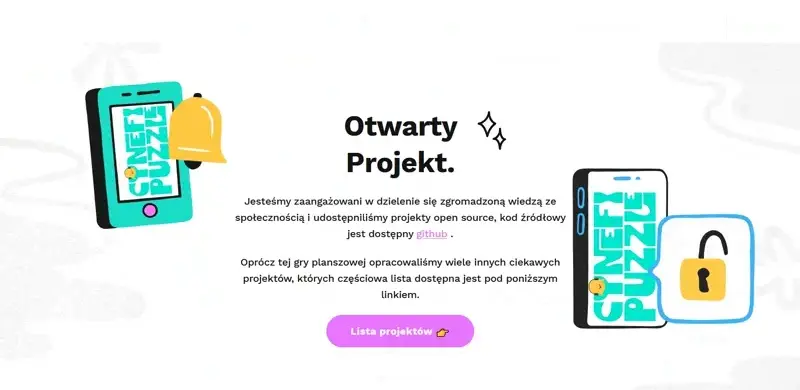 Otwarty
Projekt.
Jesteśmy zaangażowani w dzielenie się zgromadzoną wiedzą ze
społecznością i udostępniliśmy projekty open source, kod źródłowy
jest dostępny github .
Oprócz tej gry planszowej opracowaliśmy wiele innych ciekawych
projektów, których częściowa lista dostępna jest pod poniższym
linkiem.
Lista projektów 👉
PUZZLE
PUZZLE